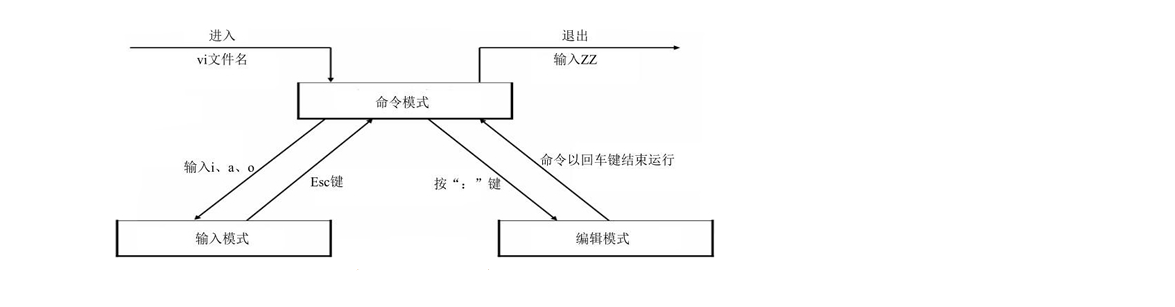 进入
退出
vi文件名
输入ZZ
命令模式
输入i、a、o
Esc键
按“：”键
命令以回车键结束运行
输入模式
编辑模式